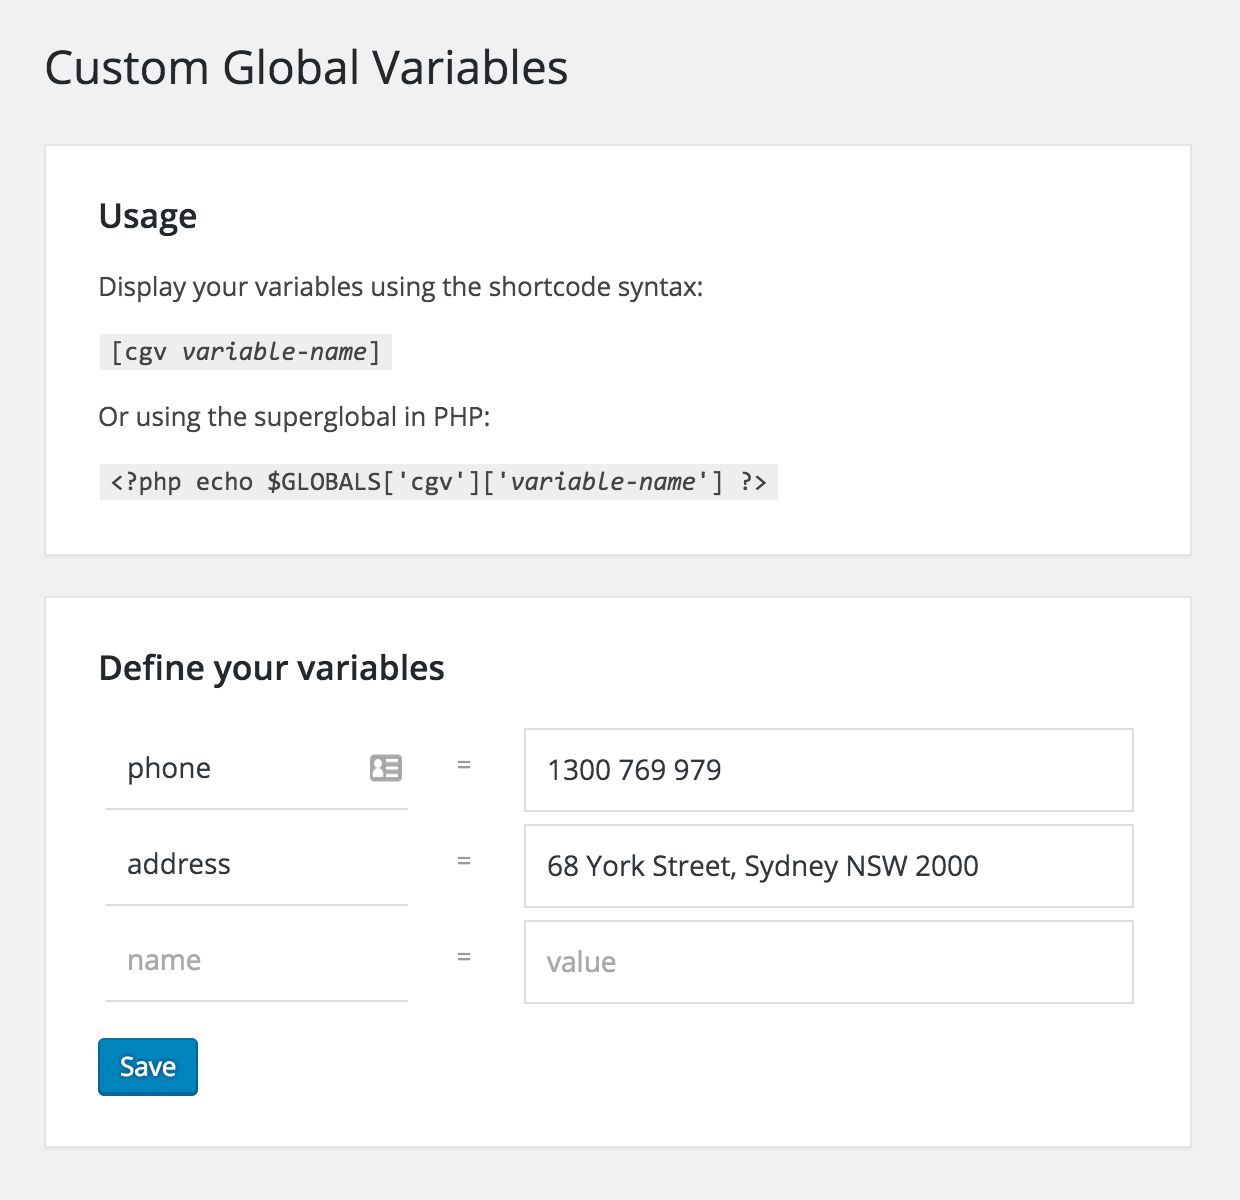 Custom Global Variables
Usage
Display your variables using the shortcode syntax:
[cgv variable-name]
Or using the superglobal in PHP:
<?php echo $GLOBALS['cgv']['variable-name'] ?>
Define your variables
phone = 1300 769 979
address = 68 York Street, Sydney NSW 2000
name = value
Save